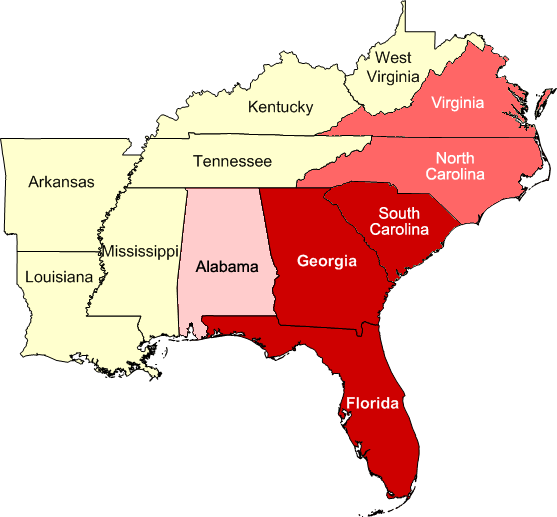 West
Virginia
Kentucky
Virginia
Tennessee
North
Carolina
Arkansas
South
Carolina
Mississippi
Alabama
Georgia
Louisiana
Florida